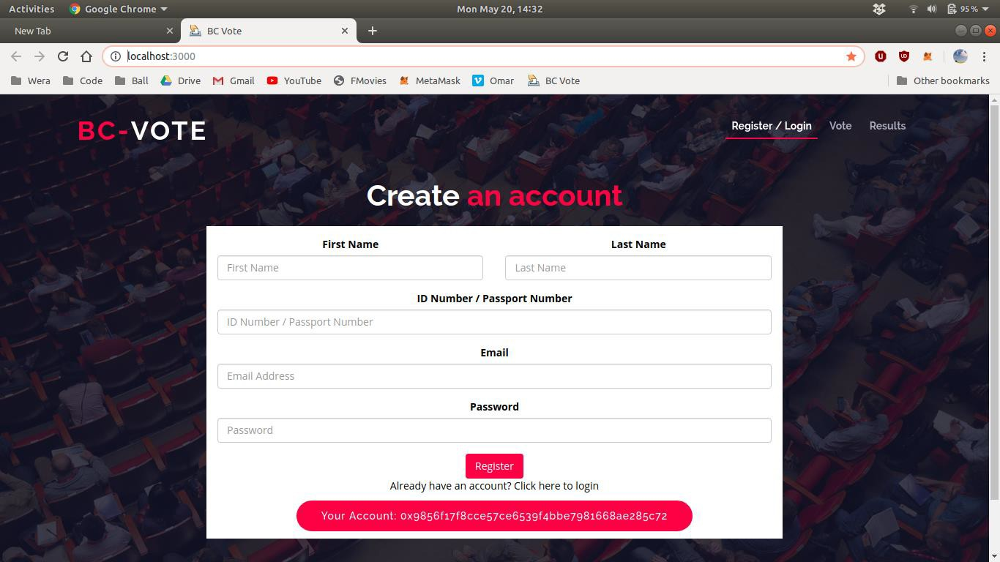 Activities Google Chrome Mon May 20, 14:32 95%
New Tab BC Vote
localhost:3000
Wera Code Ball Drive Gmail YouTube FMovies MetaMask Omar BC Vote Other bookmarks
BC-VOTE Register / Login Vote Results
Create an account
First Name Last Name
First Name Last Name
ID Number / Passport Number
ID Number / Passport Number
Email
Email Address
Password
Password
Register
Already have an account? Click here to login
Your Account: 0x9856f17f8cce57ce6539f4bbe7981668ae285c72